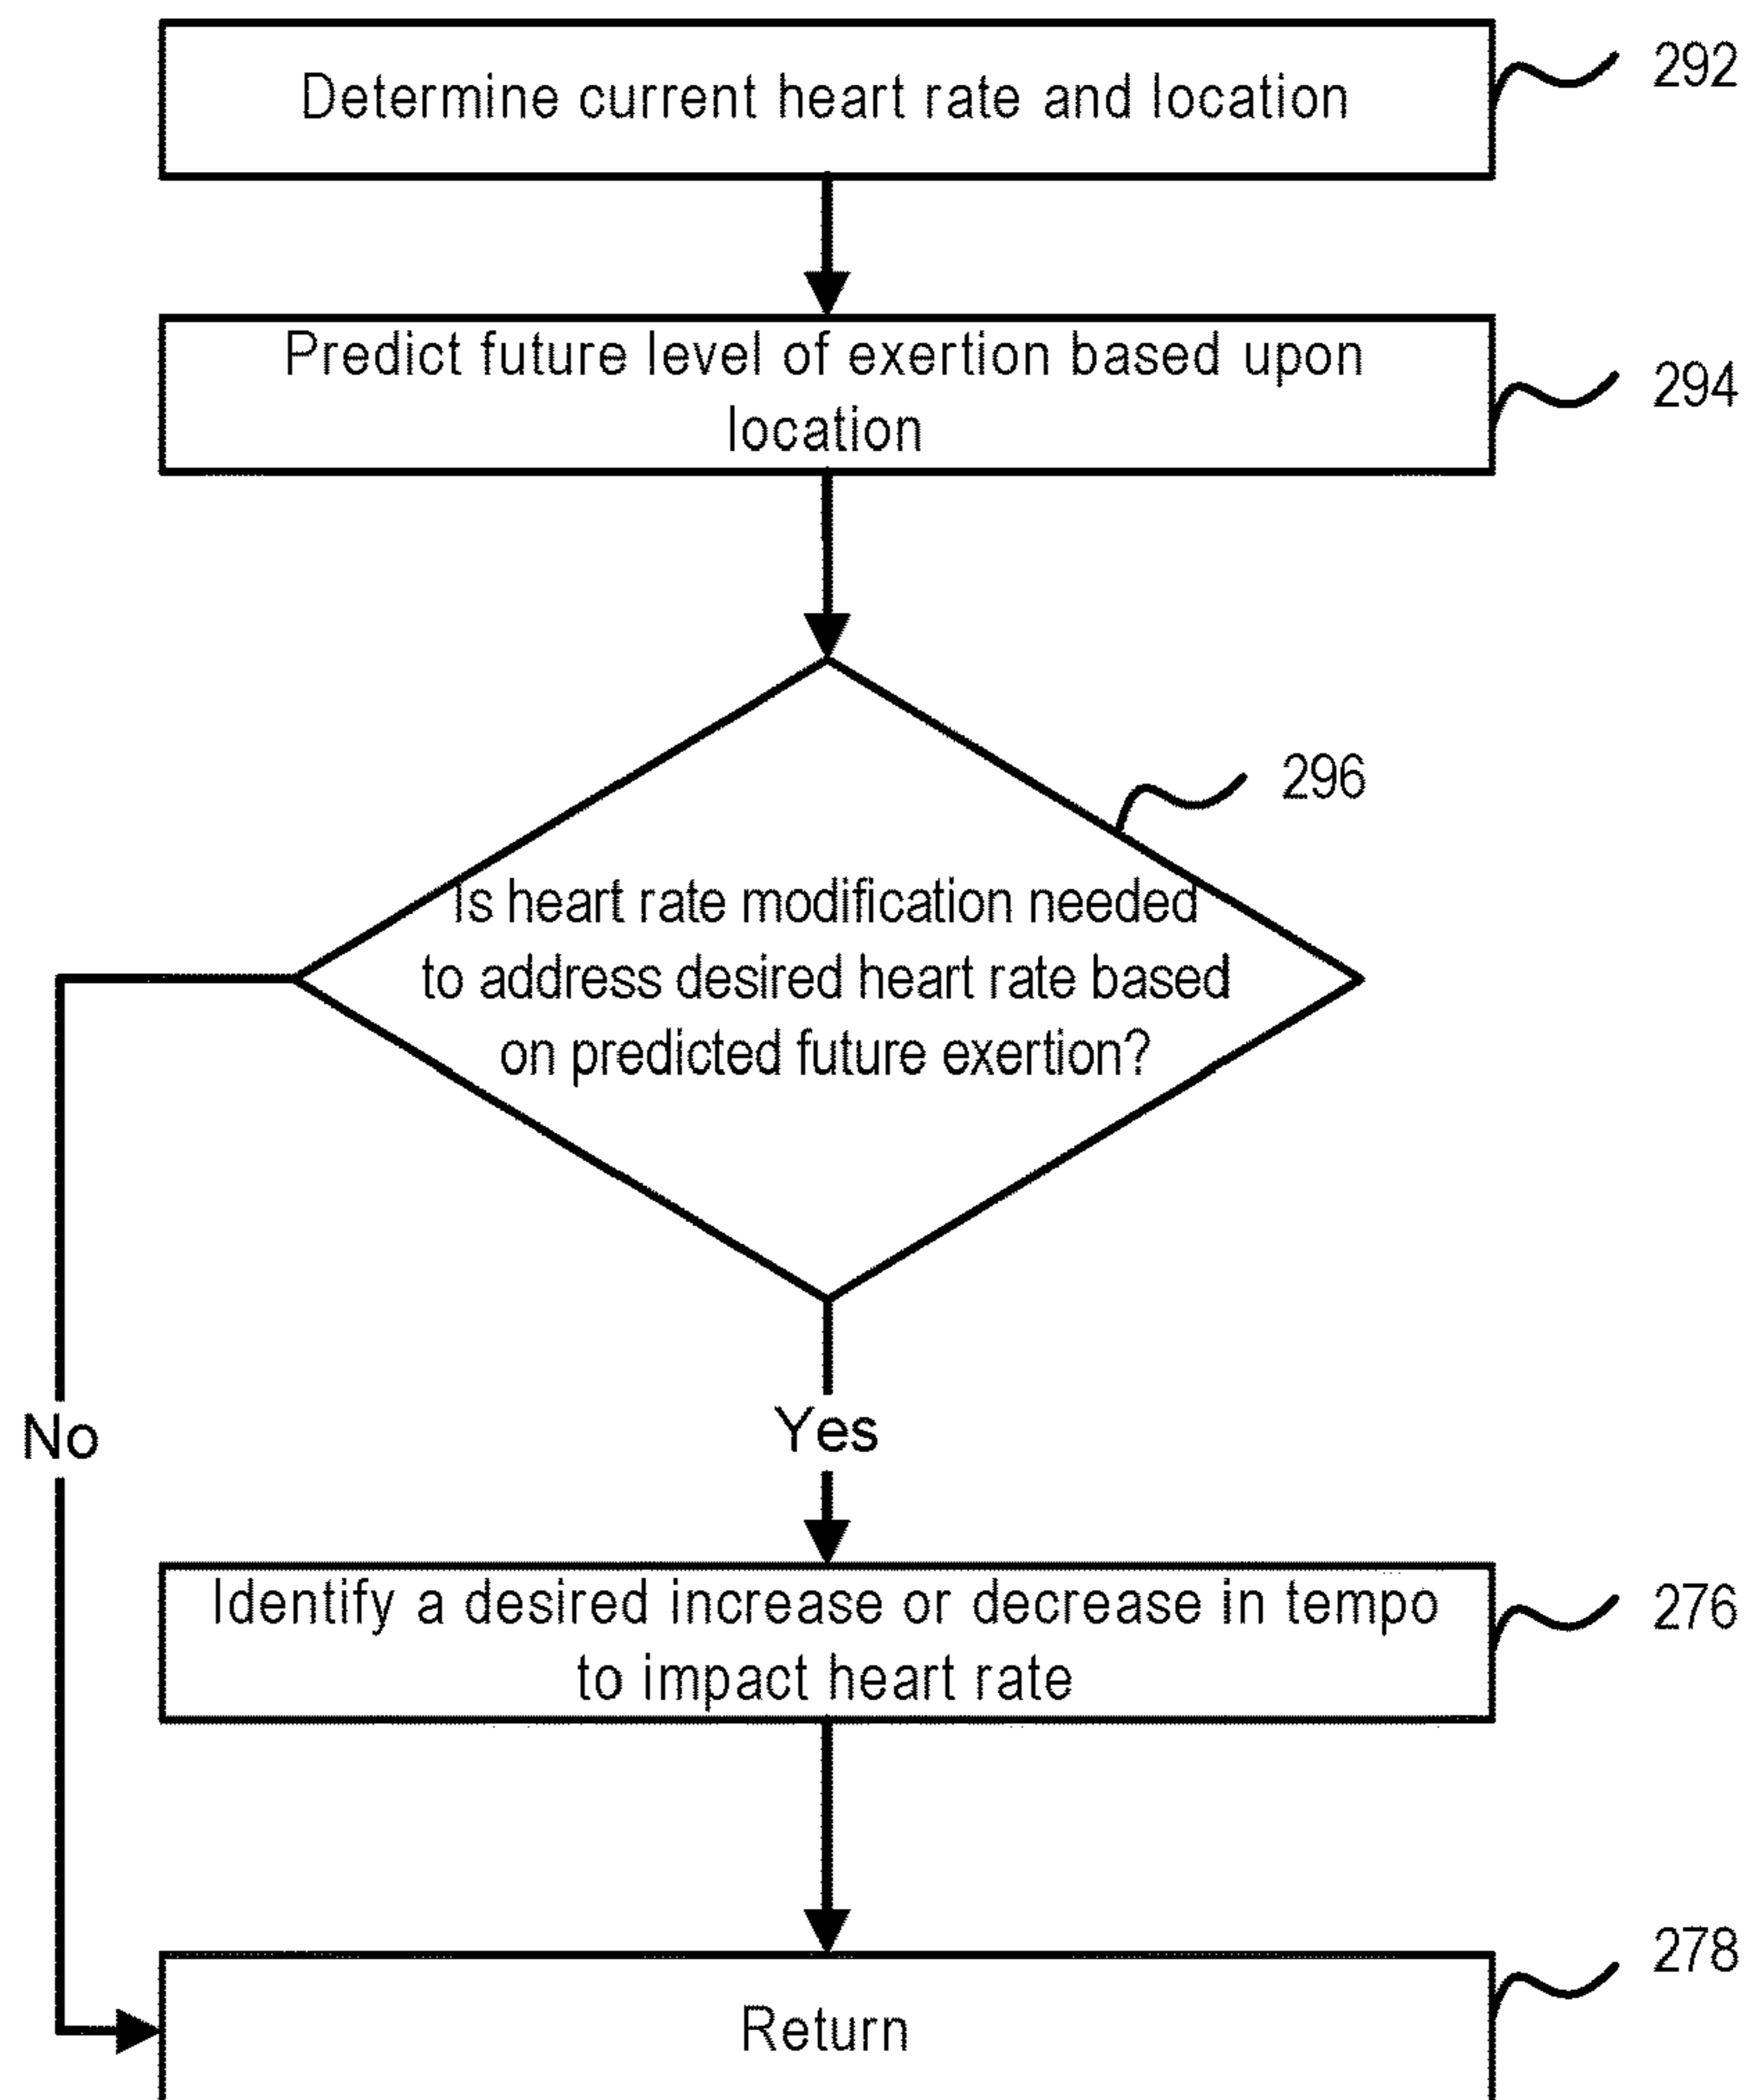 Determine current heart rate and location
292
Predict future level of exertion based upon
location
294
296
Is heart rate modification needed
to address desired heart rate based
on predicted future exertion?
No
Yes
Identify a desired increase or decrease in tempo
to impact heart rate
276
278
Return